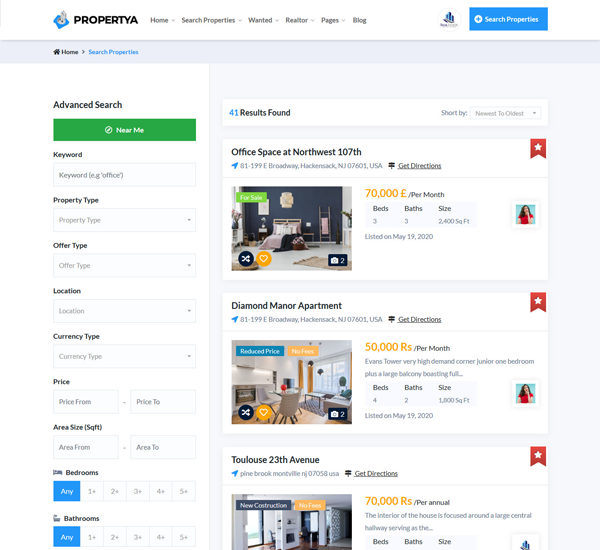 PROPERTYA
Home Search Properties Wanted Realtor Pages Blog
Search Properties
Home > Search Properties
Advanced Search
Near Me
Keyword
Keyword (e.g 'office')
Property Type
Property Type
Offer Type
Offer Type
Location
Location
Currency Type
Currency Type
Price
Price From - Price To
Area Size (Sqft)
Area From - Area To
Bedrooms
Any 1+ 2+ 3+ 4+ 5+
Bathrooms
Any 1+ 2+ 3+ 4+ 5+
41 Results Found
Short by: Newest To Oldest
Office Space at Northwest 107th
81-199 E Broadway, Hackensack, NJ 07601, USA Get Directions
For Sale
2
70,000 £ /Per Month
Beds Baths Size
3 3 2,400 Sq Ft
Listed on May 19, 2020
Diamond Manor Apartment
81-199 E Broadway, Hackensack, NJ 07601, USA Get Directions
Reduced Price No Fees
2
50,000 Rs /Per Month
Evans Tower very high demand corner junior one bedroom
plus a large balcony boasting full...
Beds Baths Size
4 2 1,800 Sq Ft
Listed on May 19, 2020
Toulouse 23th Avenue
pine brook montville nj 07058 usa Get Directions
New Costruction No Fees
70,000 Rs /Per annual
The interior of the house is focused around a large central
hallway serving as the...